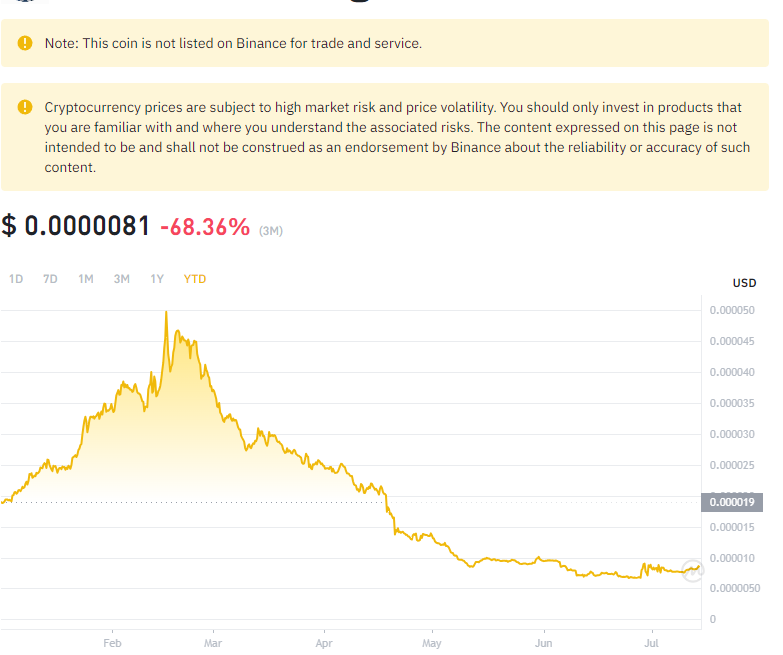 Note: This coin is not listed on Binance for trade and service.
Cryptocurrency prices are subject to high market risk and price volatility. You should only invest in products that
you are familiar with and where you understand the associated risks. The content expressed on this page is not
intended to be and shall not be construed as an endorsement by Binance about the reliability or accuracy of such
content.
$ 0.0000081 -68.36% (3M)
1D 7D 1M 3M 1Y YTD
USD
0.000050
0.000045
0.000040
0.000035
0.000030
0.000025
0.000019
0.000015
0.000010
0.0000050
0
Feb Mar Apr May Jun Jul